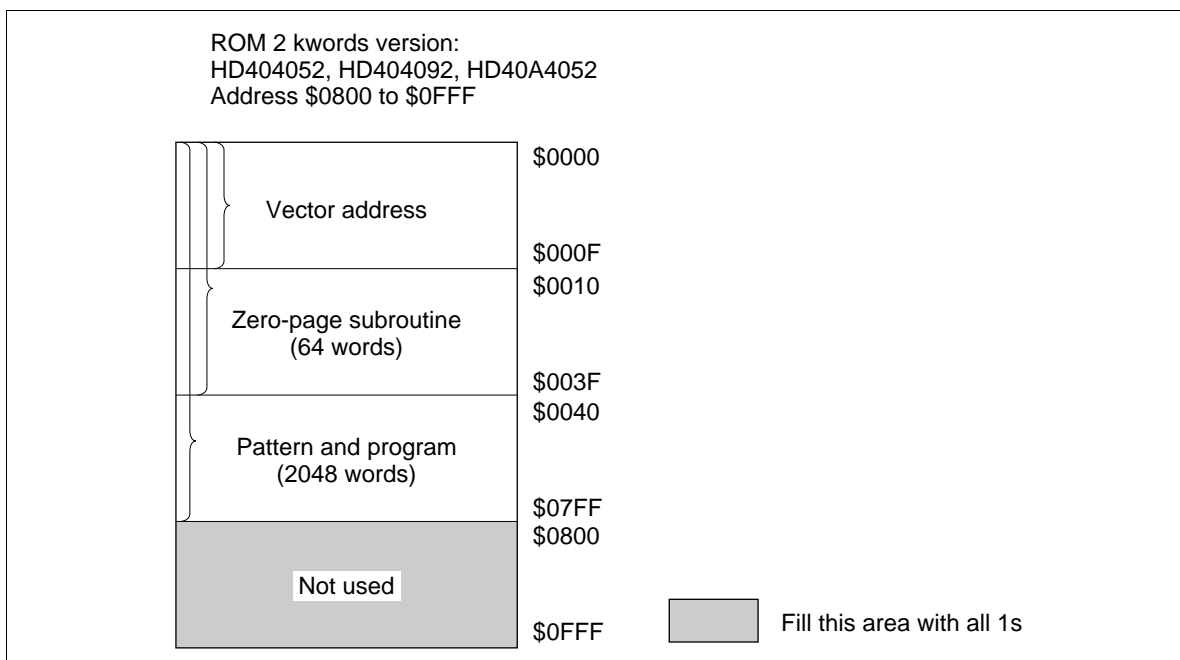 ROM 2 kwords version:
HD404052, HD404092, HD40A4052
Address $0800 to $0FFF
$0000
Vector address
$000F
$0010
Zero-page subroutine
(64 words)
$003F
$0040
Pattern and program
(2048 words)
$07FF
$0800
Not used
$0FFF
Fill this area with all 1s